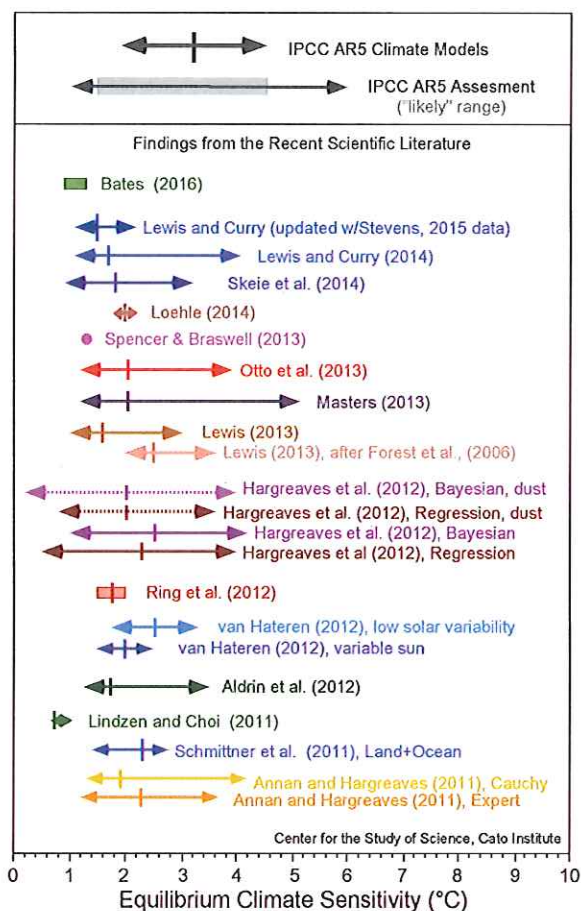 IPCC AR5 Climate Models
IPCC AR5 Assesment
("likely" range)
Findings from the Recent Scientific Literature
Bates (2016)
Lewis and Curry (updated w/Stevens, 2015 data)
Lewis and Curry (2014)
Skeie et al. (2014)
Loehle (2014)
Spencer & Braswell (2013)
Otto et al. (2013)
Masters (2013)
Lewis (2013)
Lewis (2013), after Forest et al., (2006)
Hargreaves et al. (2012), Bayesian, dust
Hargreaves et al. (2012), Regression, dust
Hargreaves et al. (2012), Bayesian
Hargreaves et al (2012), Regression
Ring et al. (2012)
van Hateren (2012), low solar variability
van Hateren (2012), variable sun
Aldrin et al. (2012)
Lindzen and Choi (2011)
Schmittner et al. (2011), Land+Ocean
Annan and Hargreaves (2011), Cauchy
Annan and Hargreaves (2011), Expert
Center for the Study of Science, Cato Institute
0 1 2 3 4 5 6 7 8 9 10
Equilibrium Climate Sensitivity (°C)